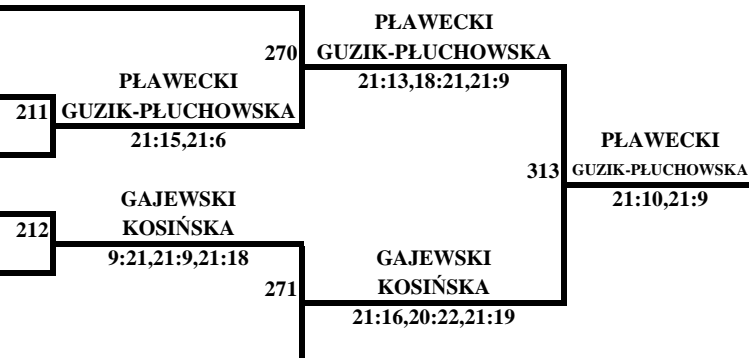 PŁAWECKI
270 GUZIK-PŁUCHOWSKA
21:13,18:21,21:9
PŁAWECKI
211 GUZIK-PŁUCHOWSKA
21:15,21:6
PŁAWECKI
313 GUZIK-PŁUCHOWSKA
21:10,21:9
GAJEWSKI
212 KOSIŃSKA
9:21,21:9,21:18
GAJEWSKI
271 KOSIŃSKA
21:16,20:22,21:19